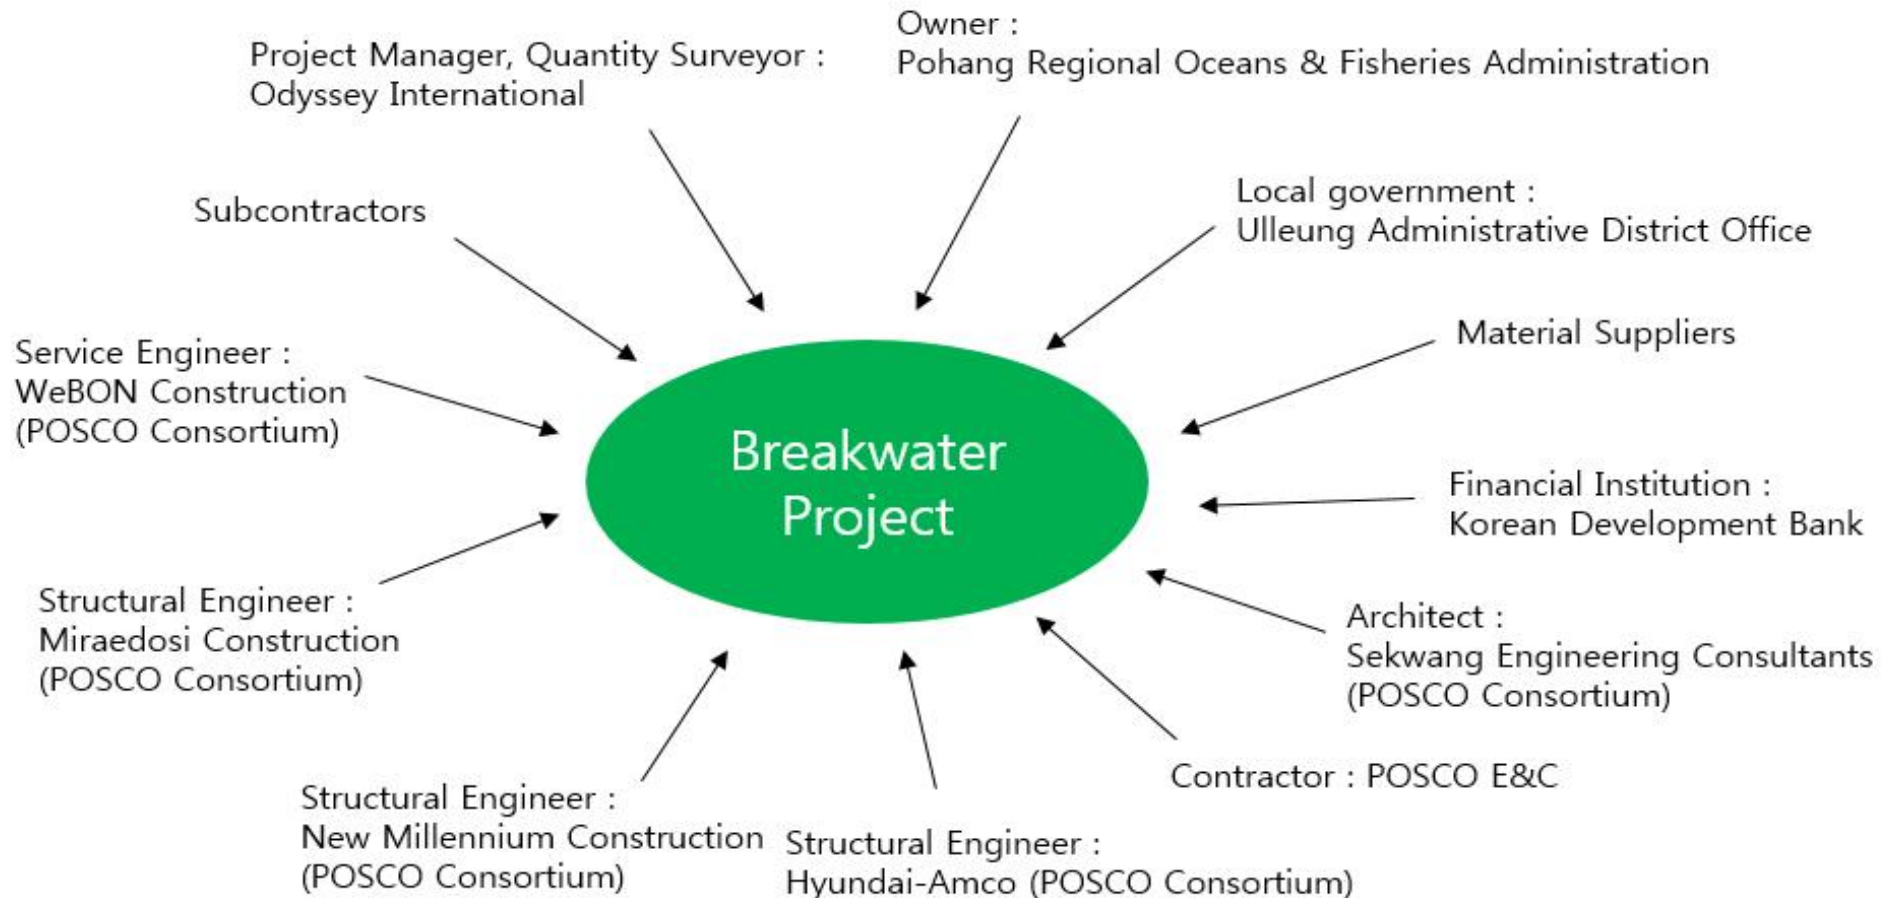 Project Manager, Quantity Surveyor :
Odyssey International
Owner :
Pohang Regional Oceans & Fisheries Administration
Subcontractors
Local government :
Ulleung Administrative District Office
Service Engineer :
WeBON Construction
(POSCO Consortium)
Material Suppliers
Breakwater
Project
Financial Institution :
Korean Development Bank
Structural Engineer :
Miraedosi Construction
(POSCO Consortium)
Architect :
Sekwang Engineering Consultants
(POSCO Consortium)
Structural Engineer :
New Millennium Construction
(POSCO Consortium)
Structural Engineer :
Hyundai-Amco (POSCO Consortium)
Contractor : POSCO E&C